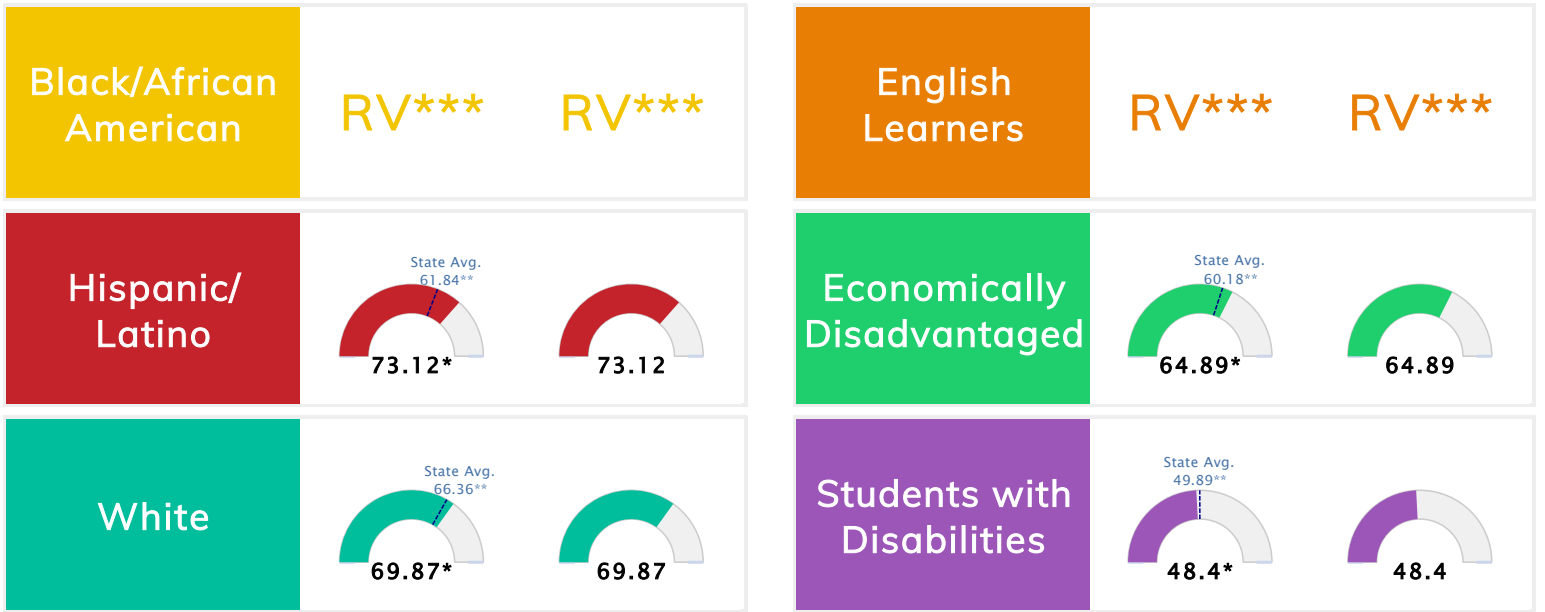 Black/African
American
RV***
RV***
English
Learners
RV***
RV***
Hispanic/
Latino
State Avg.
61.84**
73.12*
73.12
Economically
Disadvantaged
State Avg.
60.18**
64.89*
64.89
White
State Avg.
66.36**
69.87*
69.87
Students with
Disabilities
State Avg.
49.89**
48.4*
48.4